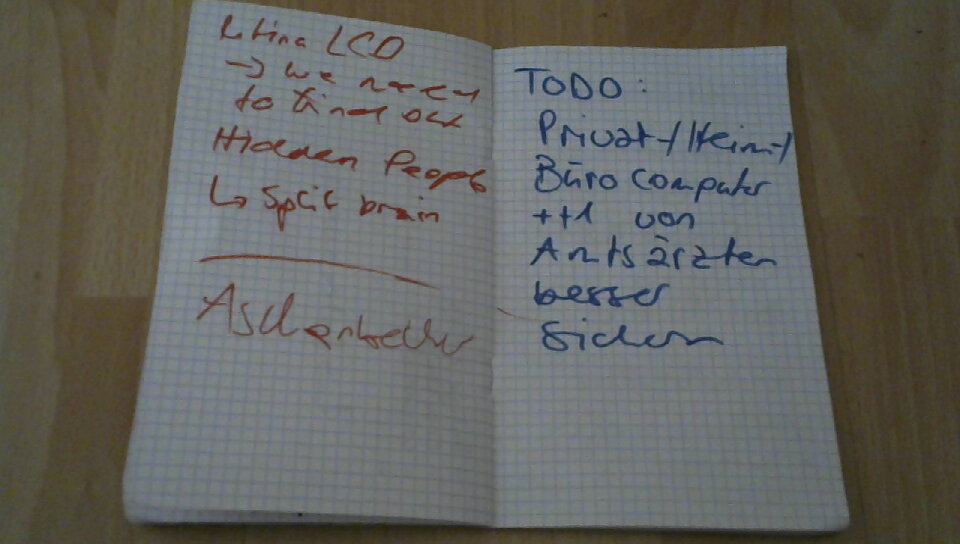 LCD
→ we need
to find out
Hidden People
↳ Split brain
Aschenbecher
TODO:
Privat-/Heim-/
Büro computer
++1 von
Amtsärzten
besser
sichern